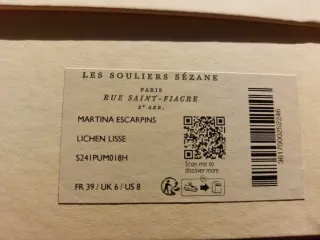 LES SOULIERS SÉZANE
PARIS
RUE SAINT-FIACRE
2e ARR.
MARTINA ESCARPINS
LICHEN LISSE
S241PUM018H
FR 39 / UK 6 / US 8
Scan me to
discover more
3617000252246